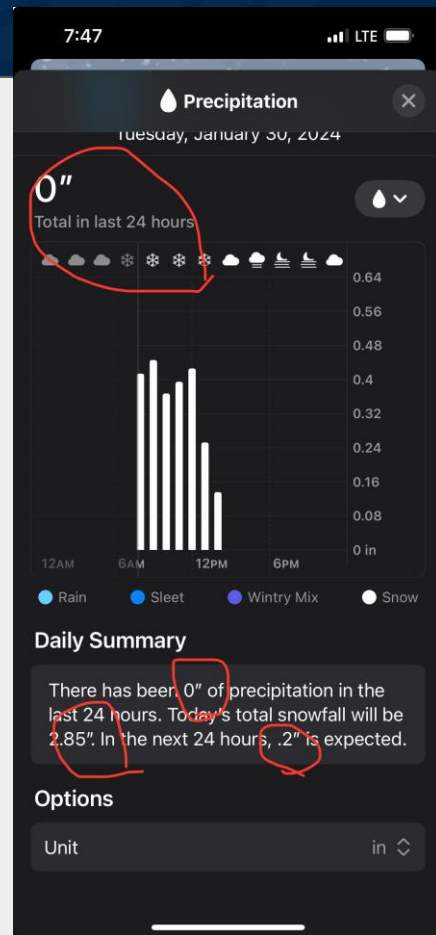 7:47
LTE
Precipitation
Tuesday, January 30, 2024
0"
Total in last 24 hours
0.64
0.56
0.48
0.4
0.32
0.24
0.16
0.08
0 in
12AM 6AM 12PM 6PM
Rain Sleet Wintry Mix Snow
Daily Summary
There has been 0" of precipitation in the
last 24 hours. Today's total snowfall will be
2.85". In the next 24 hours, .2" is expected.
Options
Unit in